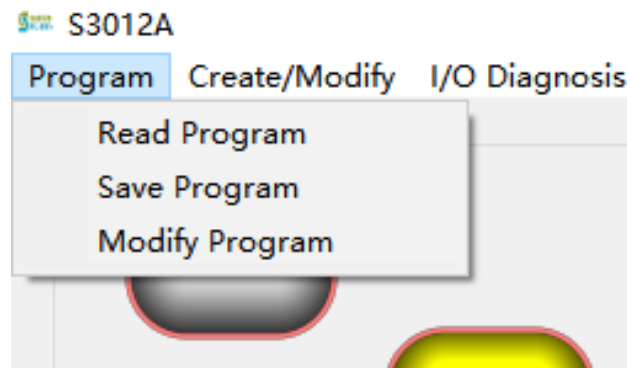 S3012A
Program Create/Modify I/O Diagnosis
Read Program
Save Program
Modify Program